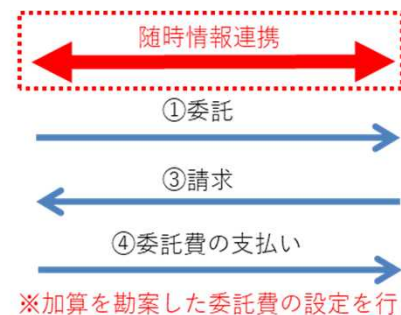 随時情報連携
①委託
③請求
④委託費の支払い
※加算を勘案した委託費の設定を行